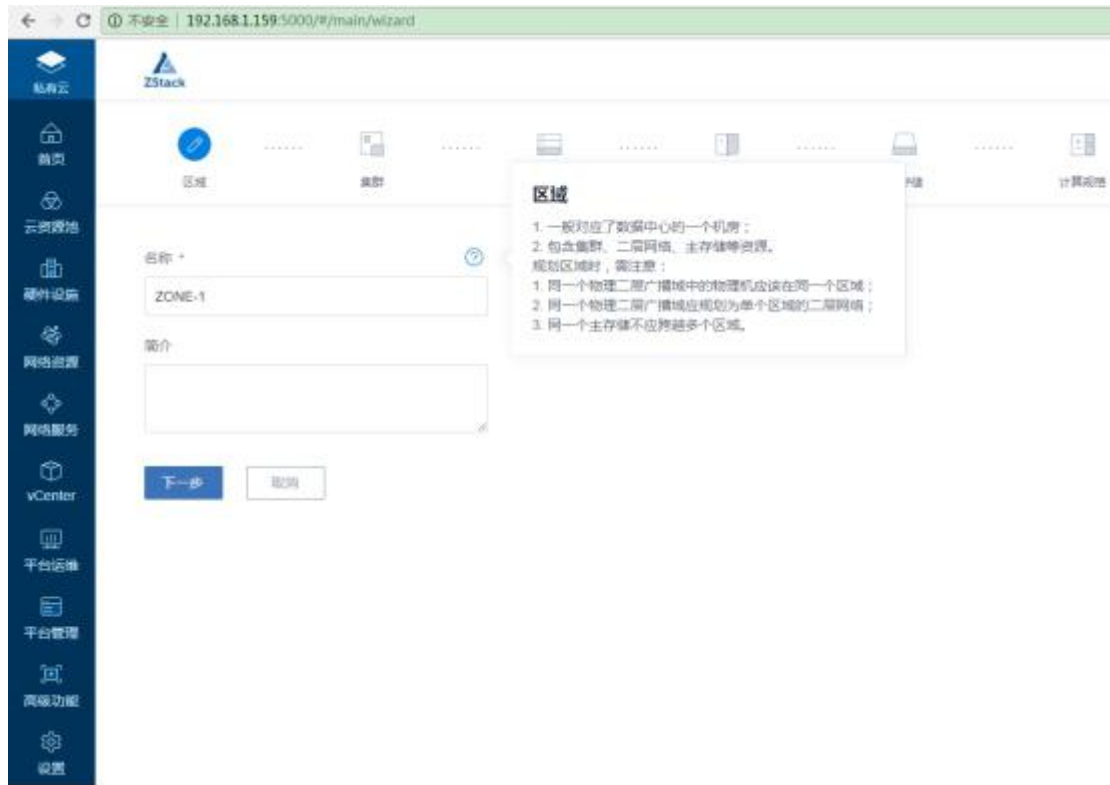 不安全 | 192.168.1.159:5000/#/main/wizard
私有云
ZStack
首页
云资源池
硬件设施
网络资源
网络服务
vCenter
平台运维
平台管理
高级功能
设置
区域
集群
计算规格
名称 *
ZONE-1
简介
下一步
取消
区域
1. 一般对应了数据中心的一个机房；
2. 包含集群、二层网络、主存储等资源。
规划区域时，需注意：
1. 同一个物理二层广播域中的物理机应该在同一个区域；
2. 同一个物理二层广播域应规划为单个区域的二层网络；
3. 同一个主存储不应跨越多个区域。